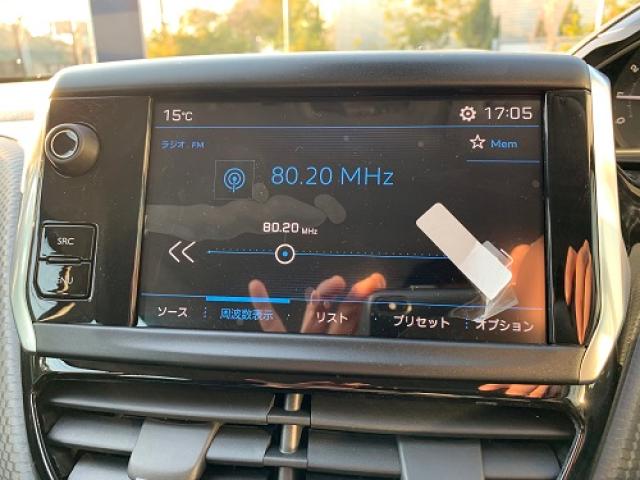 15℃ 17:05
ラジオ FM
Mem
80.20 MHz
80.20 MHz
SRC
ソース 周波数表示 リスト プリセット オプション